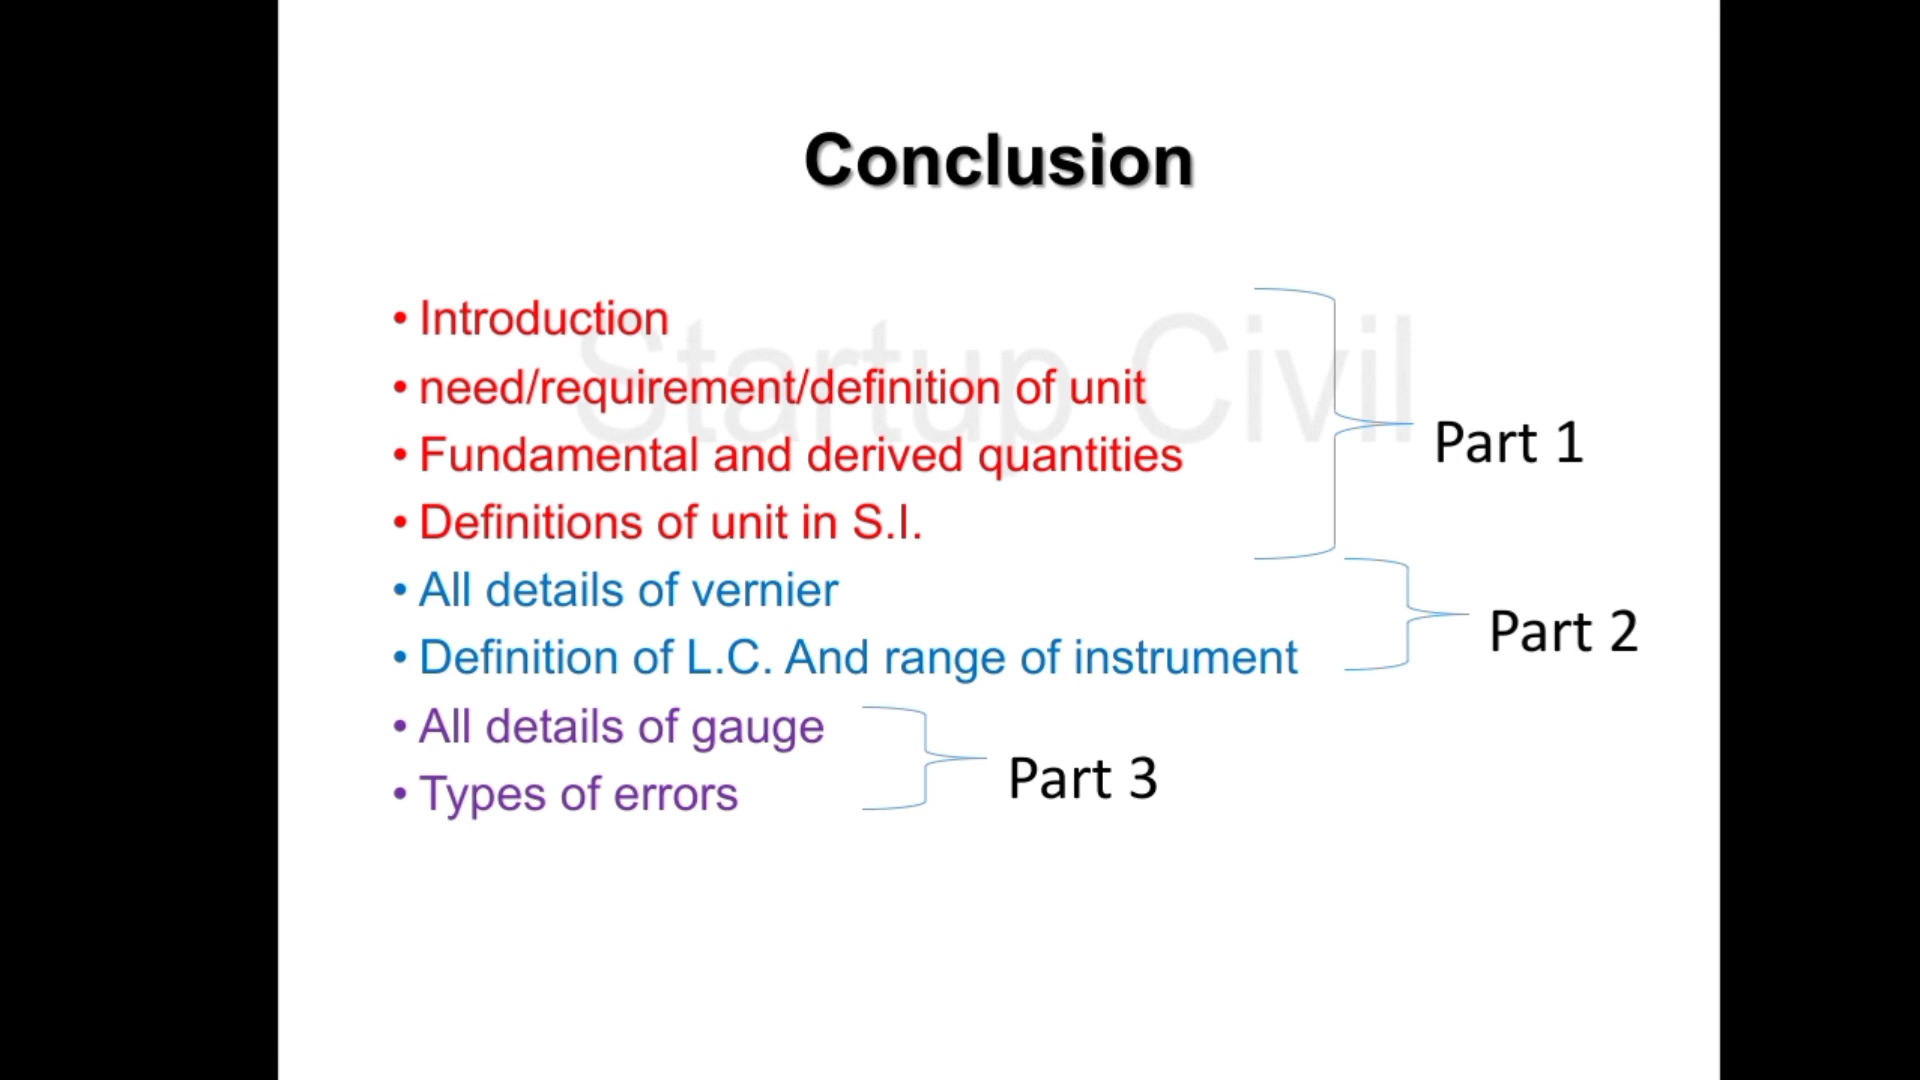 Conclusion
Startup Civil
• Introduction
• need/requirement/definition of unit
• Fundamental and derived quantities
• Definitions of unit in S.I.
Part 1
• All details of vernier
• Definition of L.C. And range of instrument
Part 2
• All details of gauge
• Types of errors
Part 3